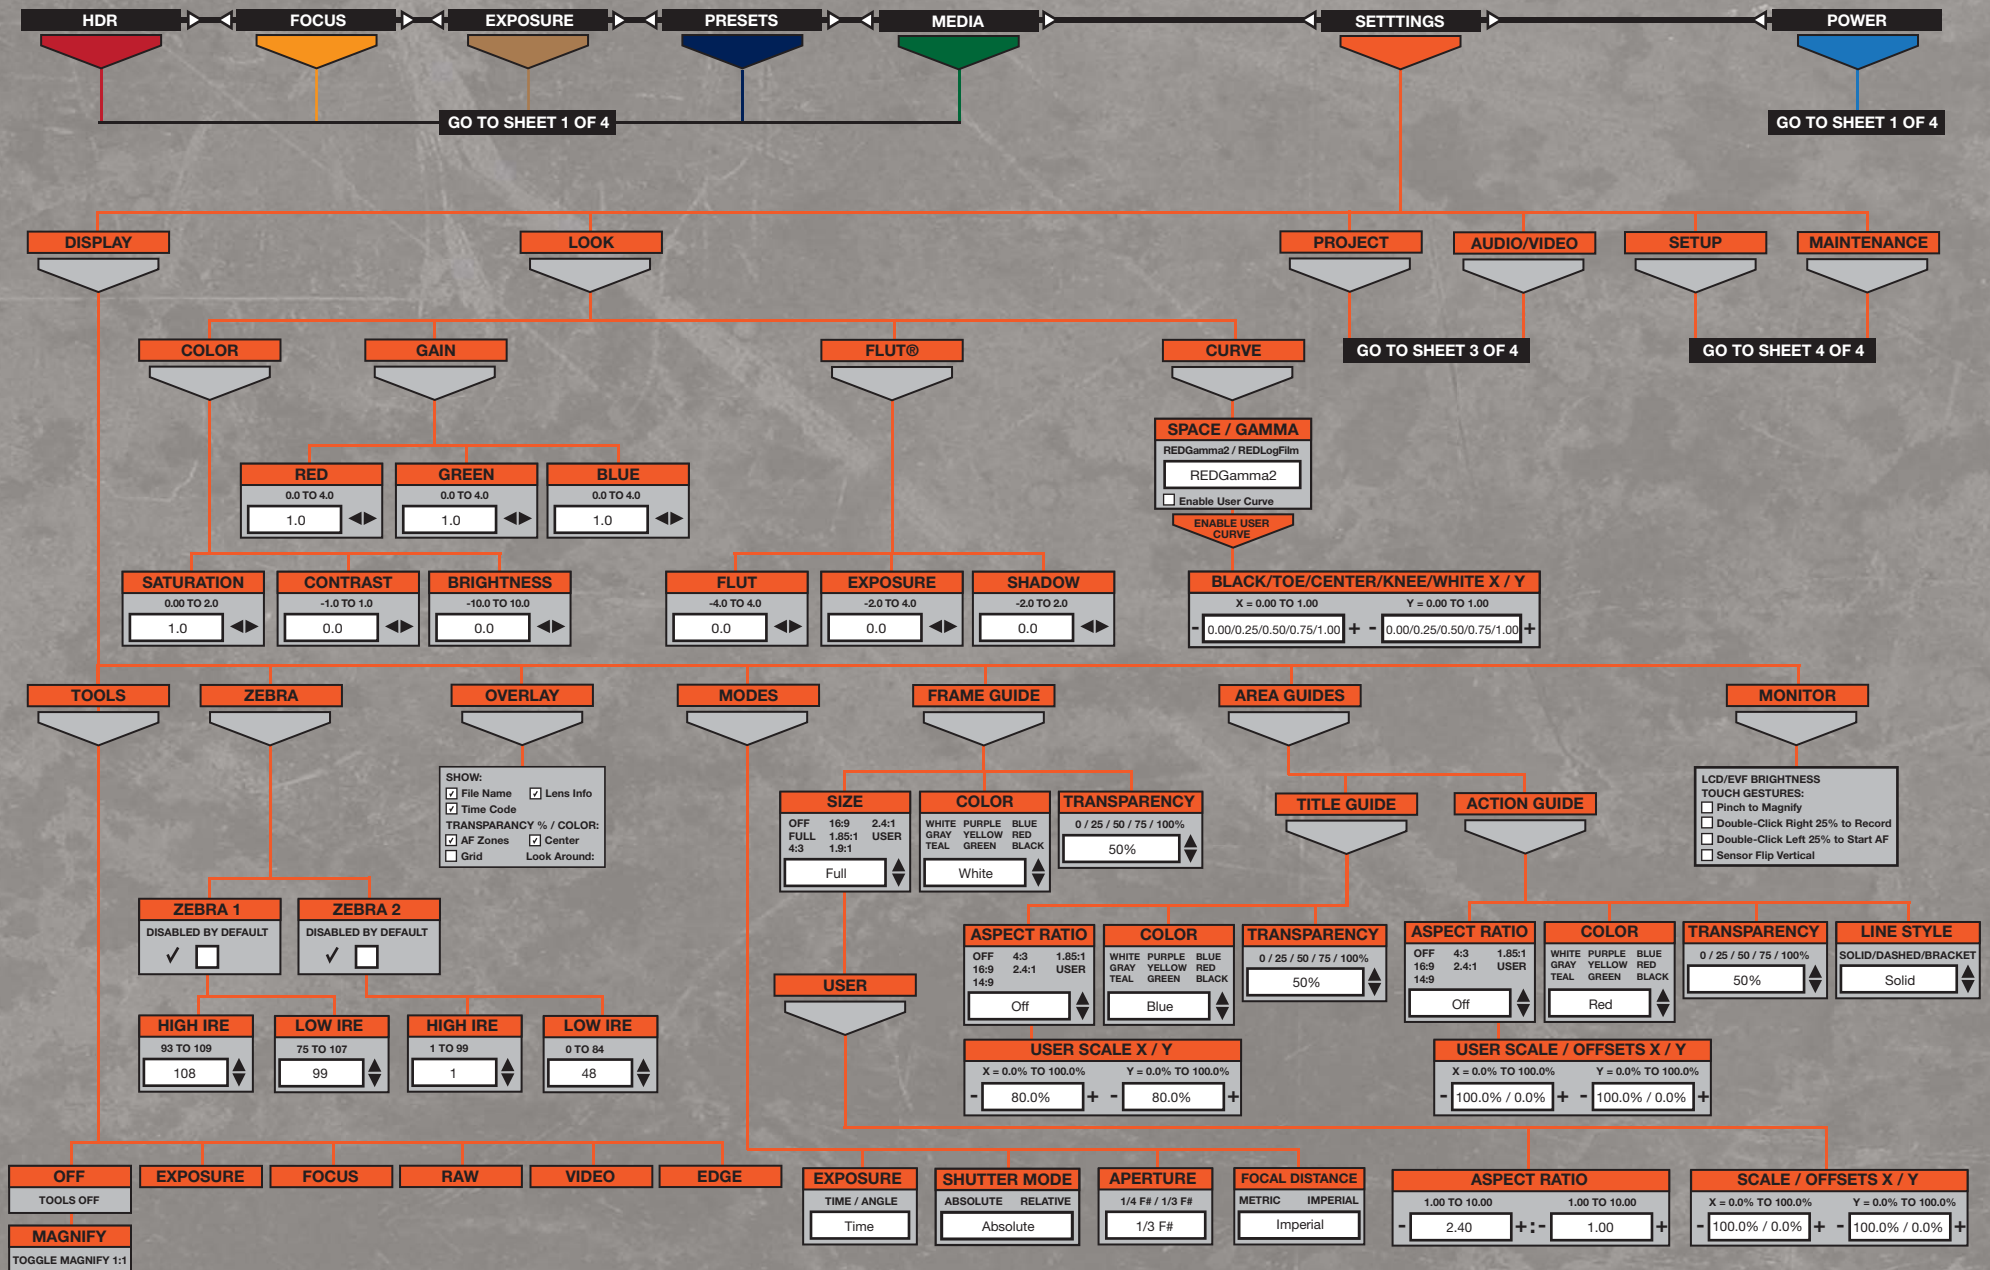 HDR
FOCUS
EXPOSURE
PRESETS
MEDIA
SETTTINGS
POWER
GO TO SHEET 1 OF 4
GO TO SHEET 1 OF 4
DISPLAY
LOOK
PROJECT
AUDIO/VIDEO
SETUP
MAINTENANCE
COLOR
GAIN
FLUT®
CURVE
GO TO SHEET 3 OF 4
GO TO SHEET 4 OF 4
SPACE / GAMMA
REDGamma2 / REDLogFilm
REDGamma2
Enable User Curve
ENABLE USER
CURVE
RED
0.0 TO 4.0
1.0
GREEN
0.0 TO 4.0
1.0
BLUE
0.0 TO 4.0
1.0
SATURATION
0.00 TO 2.0
1.0
CONTRAST
-1.0 TO 1.0
0.0
BRIGHTNESS
-10.0 TO 10.0
0.0
FLUT
-4.0 TO 4.0
0.0
EXPOSURE
-2.0 TO 4.0
0.0
SHADOW
-2.0 TO 2.0
0.0
BLACK/TOE/CENTER/KNEE/WHITE X / Y
X = 0.00 TO 1.00 Y = 0.00 TO 1.00
- 0.00/0.25/0.50/0.75/1.00 + - 0.00/0.25/0.50/0.75/1.00 +
TOOLS
ZEBRA
OVERLAY
MODES
FRAME GUIDE
AREA GUIDES
MONITOR
SHOW:
File Name Lens Info
Time Code
TRANSPARANCY % / COLOR:
AF Zones Center
Grid Look Around:
SIZE
OFF 16:9 2.4:1
FULL 1.85:1 USER
4:3 1.9:1
Full
COLOR
WHITE PURPLE BLUE
GRAY YELLOW RED
TEAL GREEN BLACK
White
TRANSPARENCY
0 / 25 / 50 / 75 / 100%
50%
TITLE GUIDE
ACTION GUIDE
LCD/EVF BRIGHTNESS
TOUCH GESTURES:
Pinch to Magnify
Double-Click Right 25% to Record
Double-Click Left 25% to Start AF
Sensor Flip Vertical
ZEBRA 1
DISABLED BY DEFAULT
ZEBRA 2
DISABLED BY DEFAULT
HIGH IRE
93 TO 109
108
LOW IRE
75 TO 107
99
HIGH IRE
1 TO 99
1
LOW IRE
0 TO 84
48
USER
ASPECT RATIO
OFF 4:3 1.85:1
16:9 2.4:1 USER
14:9
Off
COLOR
WHITE PURPLE BLUE
GRAY YELLOW RED
TEAL GREEN BLACK
Blue
TRANSPARENCY
0 / 25 / 50 / 75 / 100%
50%
USER SCALE X / Y
X = 0.0% TO 100.0% Y = 0.0% TO 100.0%
- 80.0% + - 80.0% +
ASPECT RATIO
OFF 4:3 1.85:1
16:9 2.4:1 USER
14:9
Off
COLOR
WHITE PURPLE BLUE
GRAY YELLOW RED
TEAL GREEN BLACK
Red
TRANSPARENCY
0 / 25 / 50 / 75 / 100%
50%
LINE STYLE
SOLID/DASHED/BRACKET
Solid
USER SCALE / OFFSETS X / Y
X = 0.0% TO 100.0% Y = 0.0% TO 100.0%
- 100.0% / 0.0% + - 100.0% / 0.0% +
OFF
TOOLS OFF
MAGNIFY
TOGGLE MAGNIFY 1:1
EXPOSURE
FOCUS
RAW
VIDEO
EDGE
EXPOSURE
TIME / ANGLE
Time
SHUTTER MODE
ABSOLUTE RELATIVE
Absolute
APERTURE
1/4 F# / 1/3 F#
1/3 F#
FOCAL DISTANCE
METRIC IMPERIAL
Imperial
ASPECT RATIO
1.00 TO 10.00 1.00 TO 10.00
- 2.40 +:- 1.00 +
SCALE / OFFSETS X / Y
X = 0.0% TO 100.0% Y = 0.0% TO 100.0%
- 100.0% / 0.0% + - 100.0% / 0.0% +